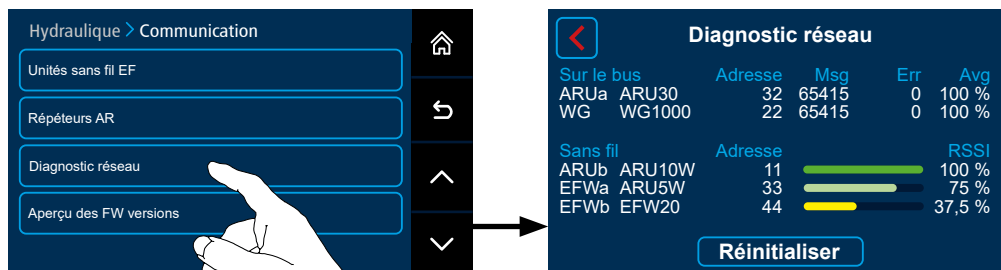 Hydraulique > Communication
Unités sans fil EF
Répéteurs AR
Diagnostic réseau
Aperçu des FW versions
Diagnostic réseau
Sur le bus Adresse Msg Err Avg
ARUa ARU30 32 65415 0 100 %
WG WG1000 22 65415 0 100 %
Sans fil Adresse RSSI
ARUb ARU10W 11 100 %
EFWa ARU5W 33 75 %
EFWb EFW20 44 37,5 %
Réinitialiser